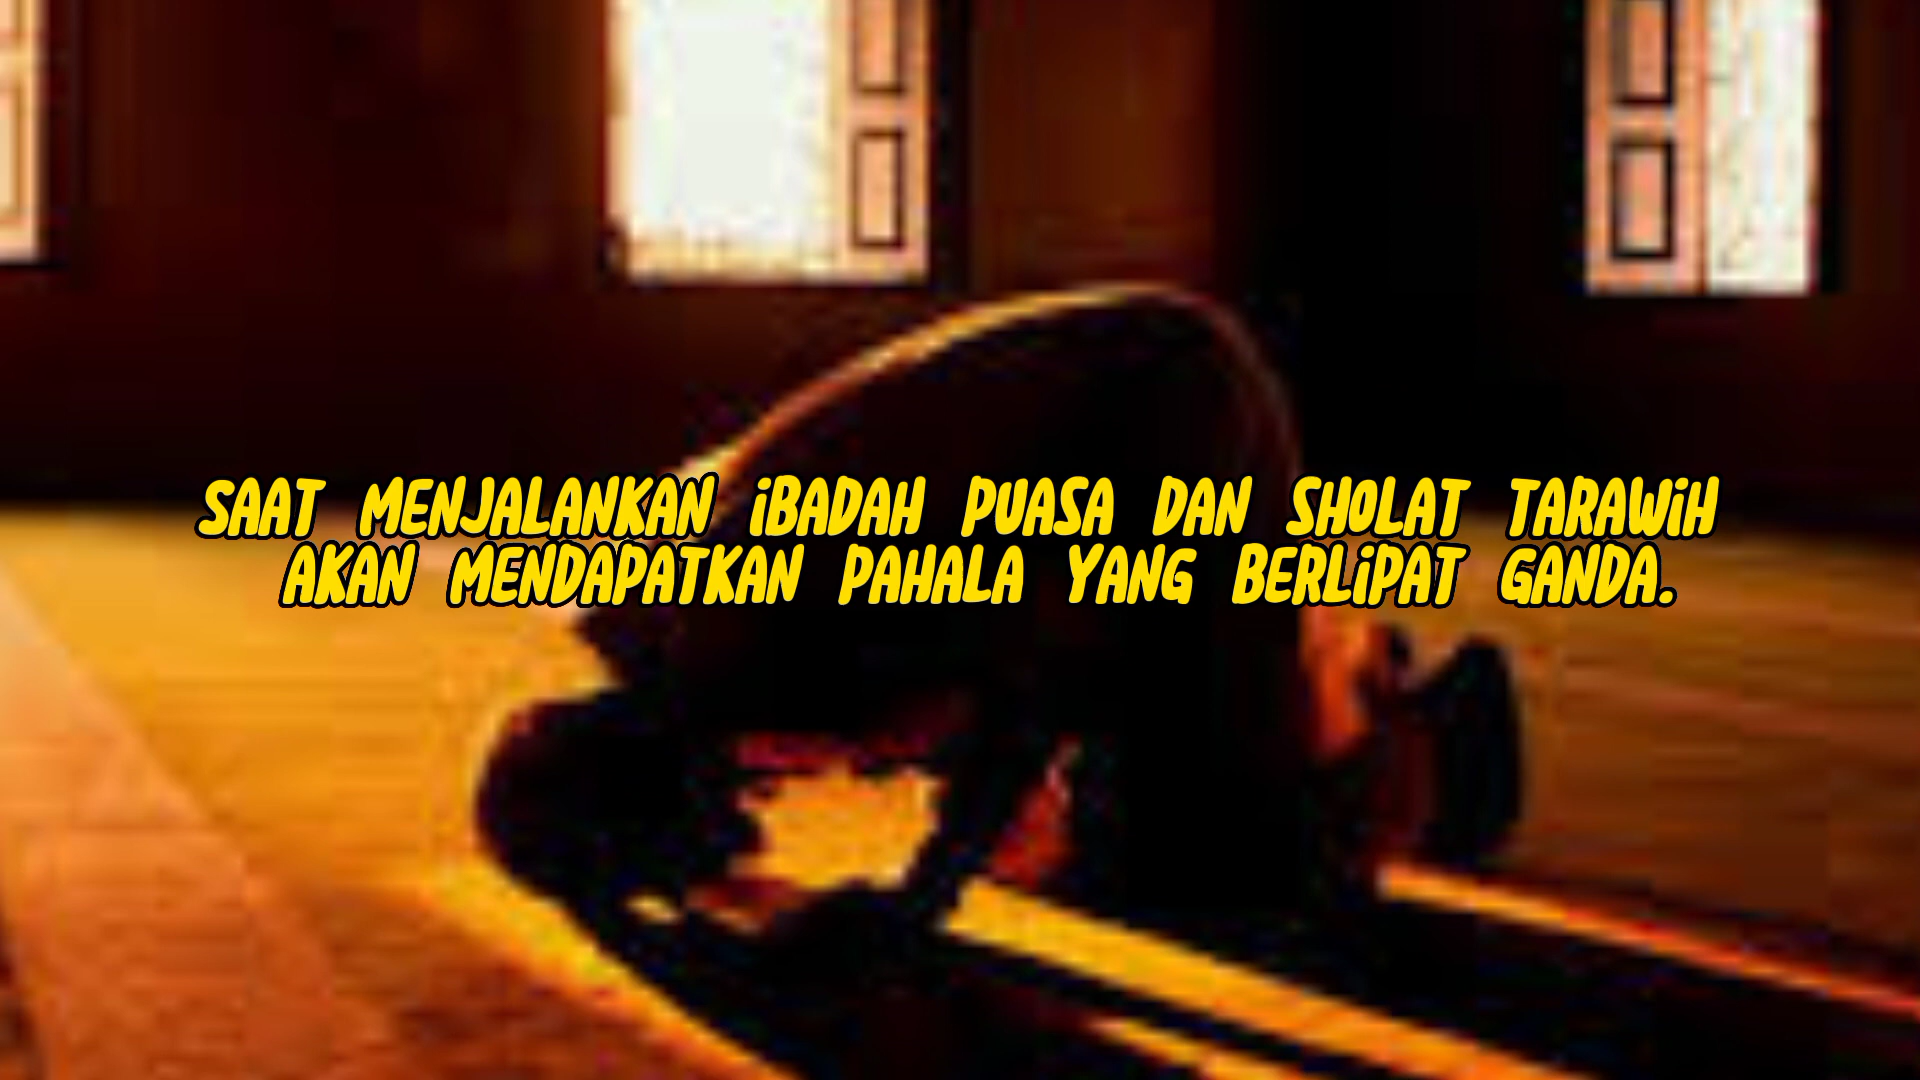 SAAT MENJALANKAN iBADAH PUASA DAN SHOLAT TARAWiH
AKAN MENDAPATKAN PAHALA YANG BERLiPAT GANDA.